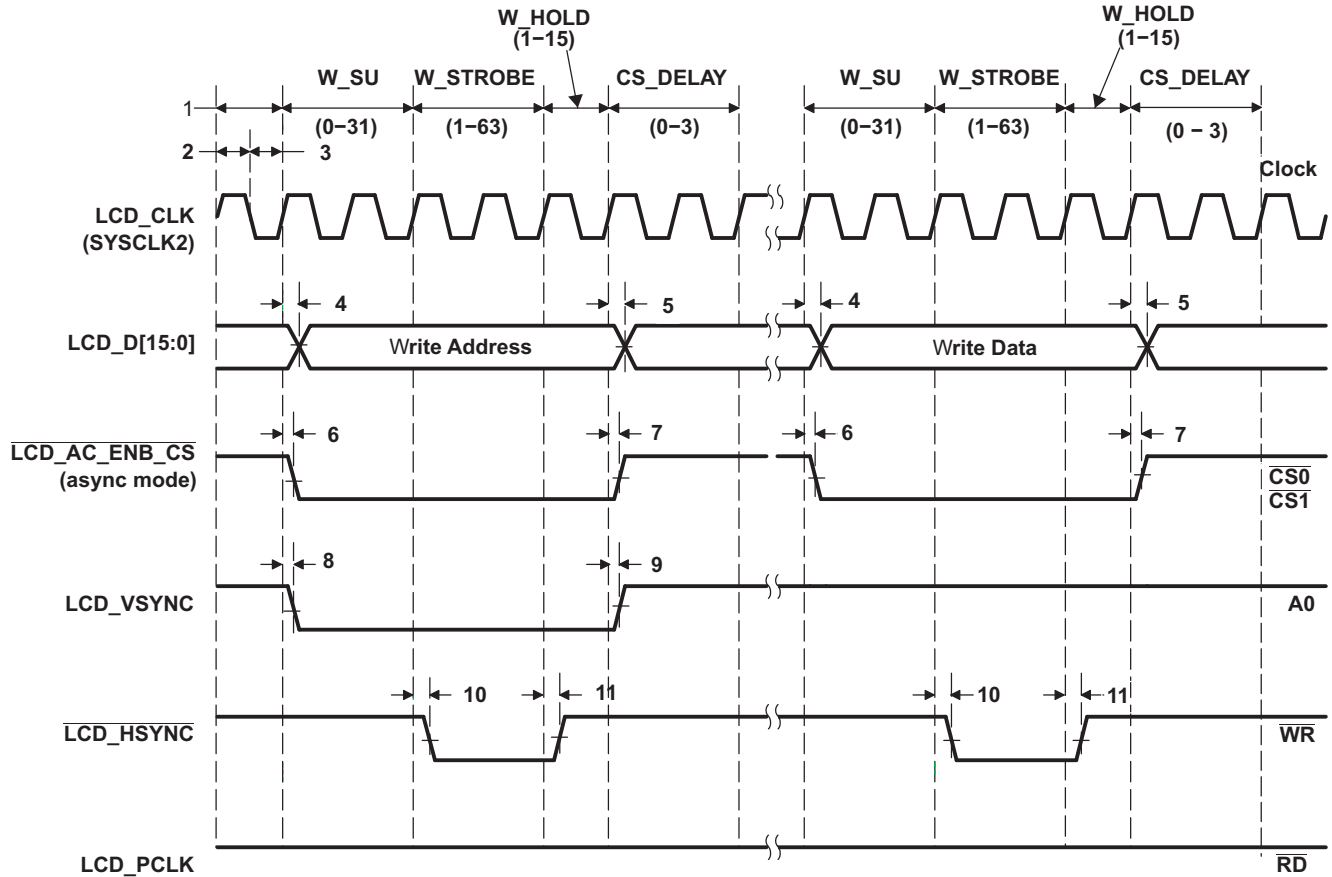 W_HOLD
(1−15)
W_HOLD
(1−15)
W_SU
W_STROBE
CS_DELAY
W_SU
W_STROBE
CS_DELAY
1
(0−31)
(1−63)
(0−3)
(0−31)
(1−63)
(0 − 3)
2
3
Clock
LCD_CLK
(SYSCLK2)
4
5
4
5
LCD_D[15:0]
Write Address
Write Data
6
7
6
7
LCD_AC_ENB_CS
(async mode)
CS0
CS1
8
9
LCD_VSYNC
A0
10
11
10
11
LCD_HSYNC
WR
LCD_PCLK
RD